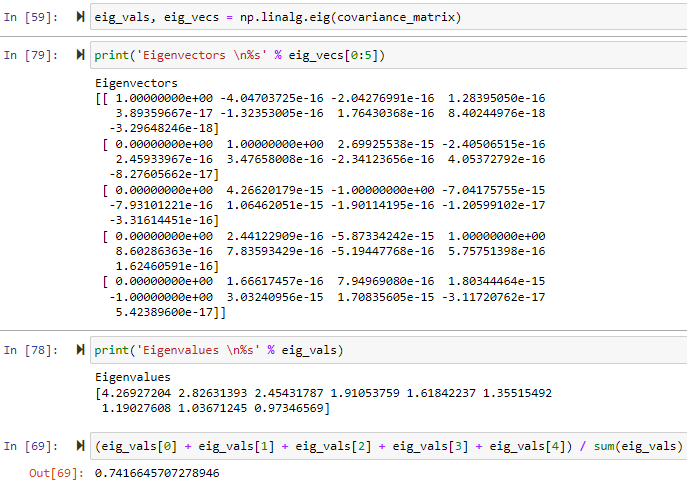 In [59]: eig_vals, eig_vecs = np.linalg.eig(covariance_matrix)
In [79]: print('Eigenvectors \n%s' % eig_vecs[0:5])
Eigenvectors
[[ 1.00000000e+00 -4.04703725e-16 -2.04276991e-16  1.28395050e-16
   3.89359667e-17 -1.32353005e-16  1.76430368e-16  8.40244976e-18
  -3.29648246e-18]
 [ 0.00000000e+00  1.00000000e+00  2.69925538e-15 -2.40506515e-16
   2.45933967e-16  3.47658008e-16 -2.34123656e-16  4.05372792e-16
  -8.27605662e-17]
 [ 0.00000000e+00  4.26620179e-15 -1.00000000e+00 -7.04175755e-15
  -7.93101221e-16  1.06462051e-15 -1.90114195e-16 -1.20599102e-17
  -3.31614451e-16]
 [ 0.00000000e+00  2.44122909e-16 -5.87334242e-15  1.00000000e+00
   8.60286363e-16  7.83593429e-16 -5.19447768e-16  5.75751398e-16
   1.62460591e-16]
 [ 0.00000000e+00  1.66617457e-16  7.94969080e-16  1.80344464e-15
  -1.00000000e+00  3.03240956e-15  1.70835605e-15 -3.11720762e-17
   5.42389600e-17]]
In [78]: print('Eigenvalues \n%s' % eig_vals)
Eigenvalues
[4.26927204 2.82631393 2.45431787 1.91053759 1.61842237 1.35515492
 1.19027608 1.03671245 0.97346569]
In [69]: (eig_vals[0] + eig_vals[1] + eig_vals[2] + eig_vals[3] + eig_vals[4]) / sum(eig_vals)
Out[69]: 0.7416645707278946